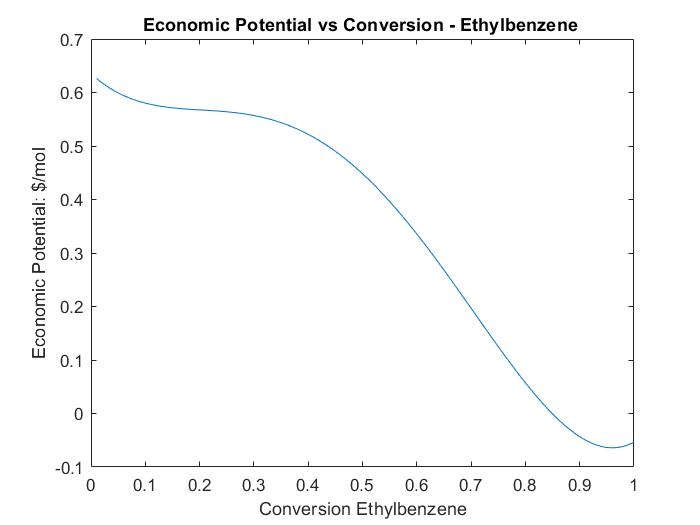 Economic Potential vs Conversion - Ethylbenzene
0.7
0.6
0.5
0.4
0.3
0.2
0.1
0
-0.1
Economic Potential: $/mol
0 0.1 0.2 0.3 0.4 0.5 0.6 0.7 0.8 0.9 1
Conversion Ethylbenzene